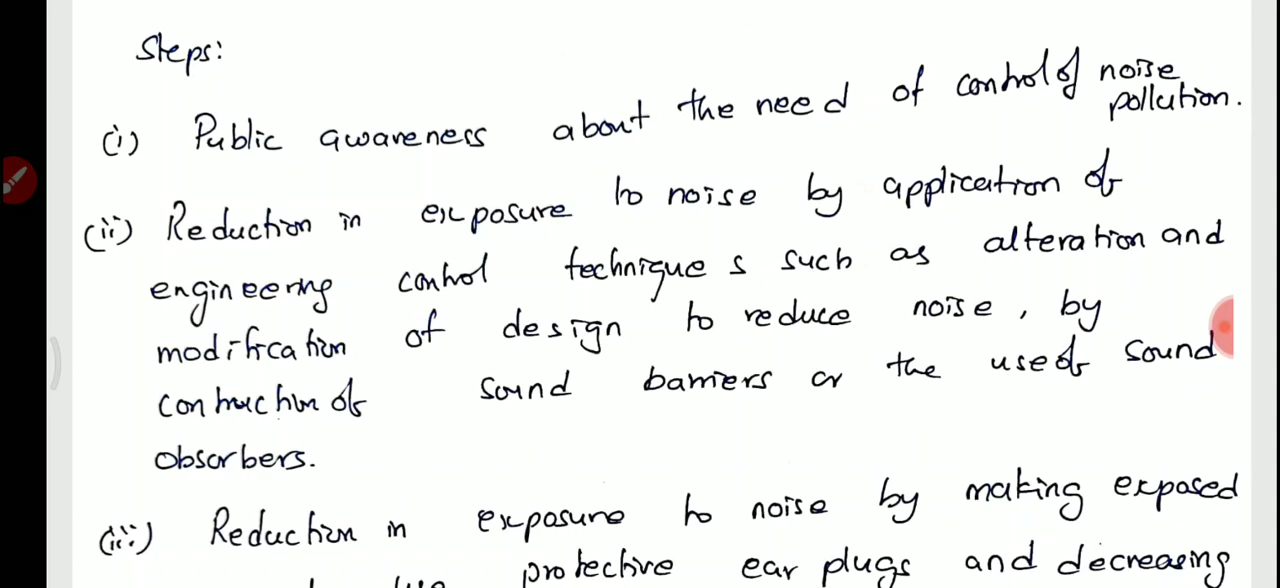 Steps:
(i) Public awareness about the need of control of noise pollution.
(ii) Reduction in exposure to noise by application of
engineering control techniques such as alteration and
modification of design to reduce noise, by
contruction of sound barriers or the use of sound
obsorbers.
(iii) Reduction in exposure to noise by making exposed
protective ear plugs and decreasing